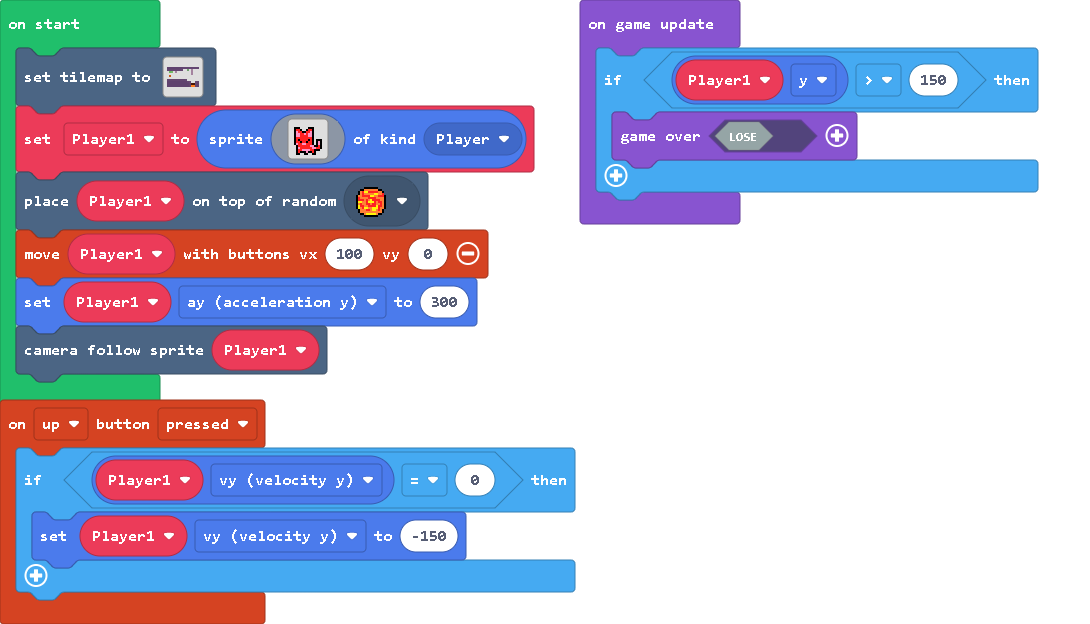 on start
set tilemap to
set Player1 to sprite of kind Player
place Player1 on top of random
move Player1 with buttons vx 100 vy 0
set Player1 ay (acceleration y) to 300
camera follow sprite Player1
on up button pressed
if Player1 vy (velocity y) = 0 then
set Player1 vy (velocity y) to -150
on game update
if Player1 y > 150 then
game over LOSE